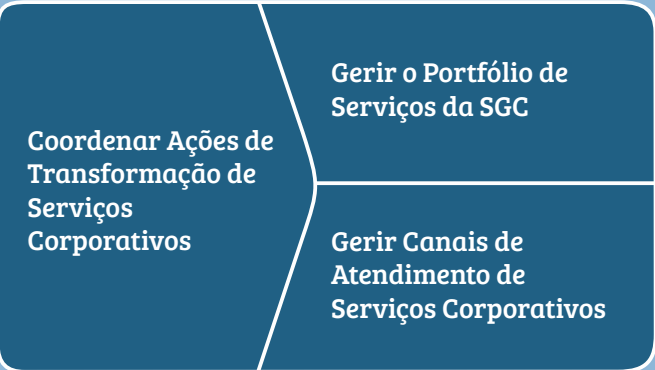 Coordenar Ações de
Transformação de
Serviços
Corporativos
Gerir o Portfólio de
Serviços da SGC
Gerir Canais de
Atendimento de
Serviços Corporativos